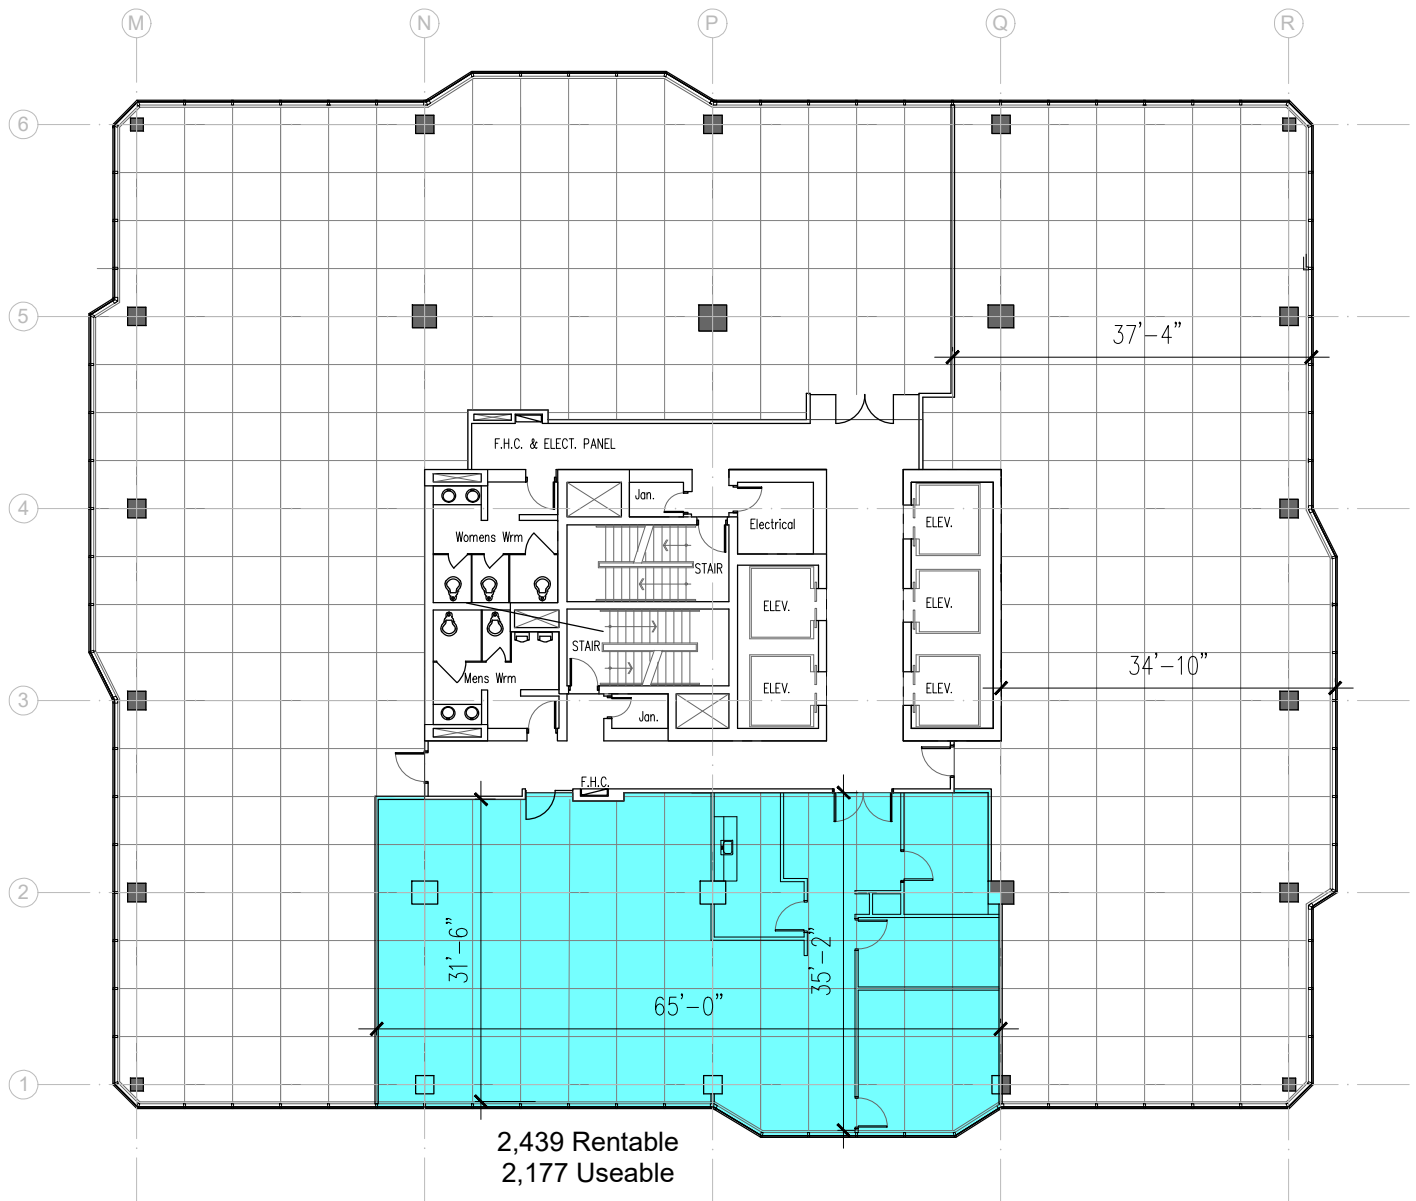 M N P Q R
6
5
37'-4"
F.H.C. & ELECT. PANEL
Jan.
4
Electrical
ELEV.
Womens Wrm
STAIR
ELEV.
ELEV.
STAIR
34'-10"
Mens Wrm
ELEV.
ELEV.
3
Jan.
F.H.C.
2
31'-6"
35'-2"
65'-0"
1
2,439 Rentable
2,177 Useable